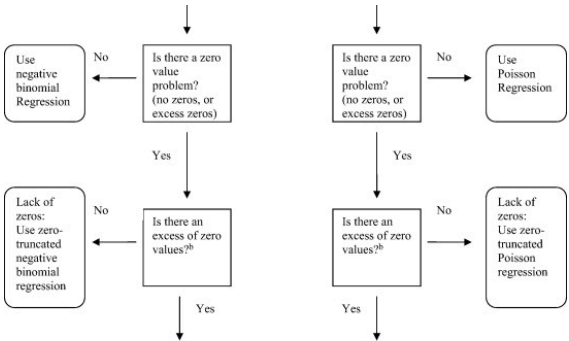 Use
negative
binomial
Regression
No
Is there a zero
value
problem?
(no zeros, or
excess zeros)
Is there a zero
value
problem?
(no zeros, or
excess zeros)
No
Use
Poisson
Regression
Yes
Yes
Lack of
zeros:
Use zero-
truncated
negative
binomial
regression
No
Is there an
excess of zero
values?ᵇ
Is there an
excess of zero
values?ᵇ
No
Lack of
zeros:
Use zero-
truncated
Poisson
regression
Yes
Yes